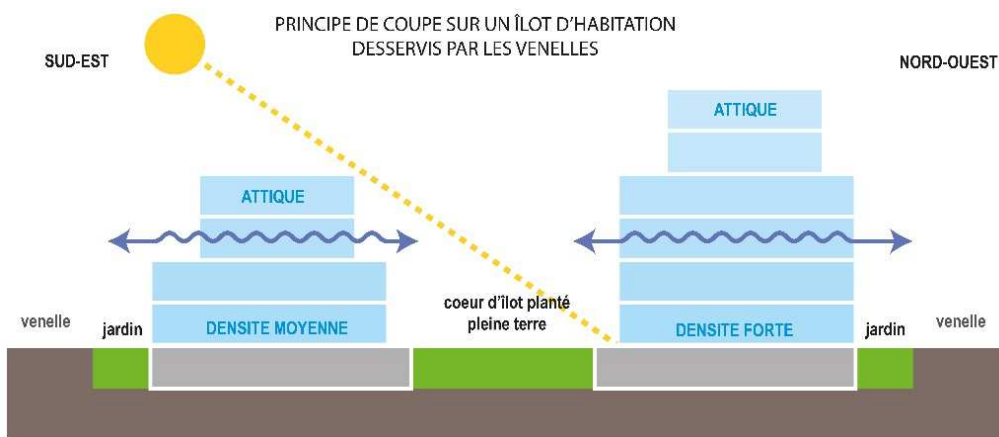 PRINCIPE DE COUPE SUR UN ÎLOT D'HABITATION
DESSERVIS PAR LES VENELLES
SUD-EST
NORD-OUEST
ATTIQUE
ATTIQUE
coeur d'îlot planté
pleine terre
venelle
jardin
DENSITE MOYENNE
DENSITE FORTE
jardin
venelle